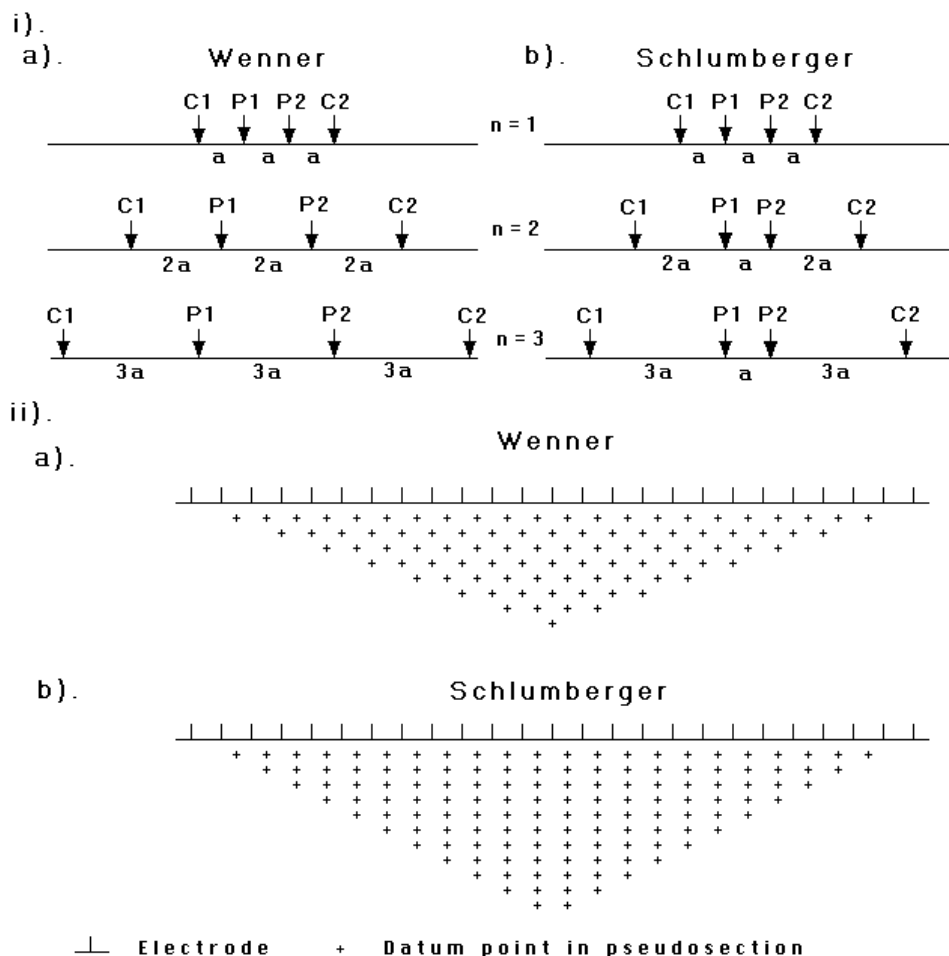 i).
a). Wenner b). Schlumberger
C1 P1 P2 C2 n = 1 C1 P1 P2 C2
a a a a a a
C1 P1 P2 C2 n = 2 C1 P1 P2 C2
2a 2a 2a 2a a 2a
C1 P1 P2 C2 n = 3 C1 P1 P2 C2
3a 3a 3a 3a a 3a
ii).
Wenner
a).
b). Schlumberger
Electrode + Datum point in pseudosection